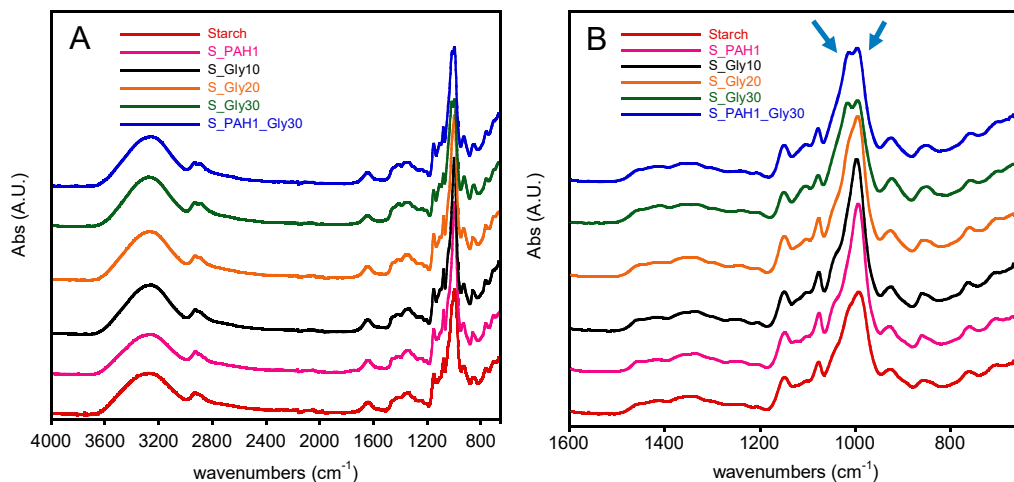 A
Starch
S_PAH1
S_Gly10
S_Gly20
S_Gly30
S_PAH1_Gly30
Abs (A.U.)
4000 3600 3200 2800 2400 2000 1600 1200 800
wavenumbers (cm⁻¹)
B
Starch
S_PAH1
S_Gly10
S_Gly20
S_Gly30
S_PAH1_Gly30
Abs (A.U.)
1600 1400 1200 1000 800
wavenumbers (cm⁻¹)